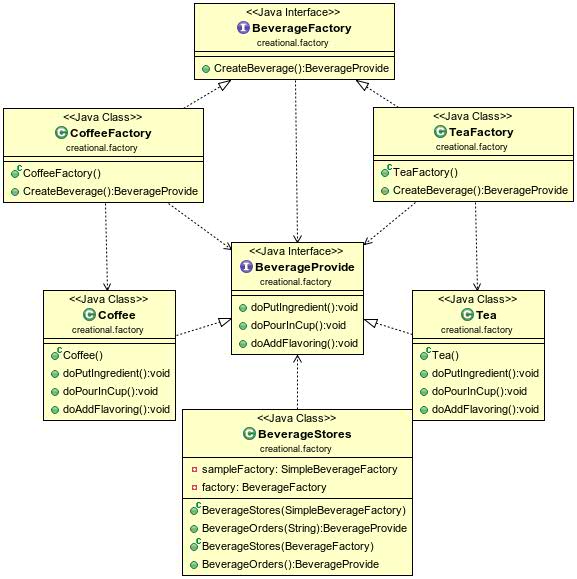 <<Java Interface>>
BeverageFactory
creational.factory
CreateBeverage():BeverageProvide
<<Java Class>>
CoffeeFactory
creational.factory
CoffeeFactory()
CreateBeverage():BeverageProvide
<<Java Class>>
TeaFactory
creational.factory
TeaFactory()
CreateBeverage():BeverageProvide
<<Java Interface>>
BeverageProvide
creational.factory
doPutIngredient():void
doPourInCup():void
doAddFlavoring():void
<<Java Class>>
Coffee
creational.factory
Coffee()
doPutIngredient():void
doPourInCup():void
doAddFlavoring():void
<<Java Class>>
Tea
creational.factory
Tea()
doPutIngredient():void
doPourInCup():void
doAddFlavoring():void
<<Java Class>>
BeverageStores
creational.factory
sampleFactory: SimpleBeverageFactory
factory: BeverageFactory
BeverageStores(SimpleBeverageFactory)
BeverageOrders(String):BeverageProvide
BeverageStores(BeverageFactory)
BeverageOrders():BeverageProvide